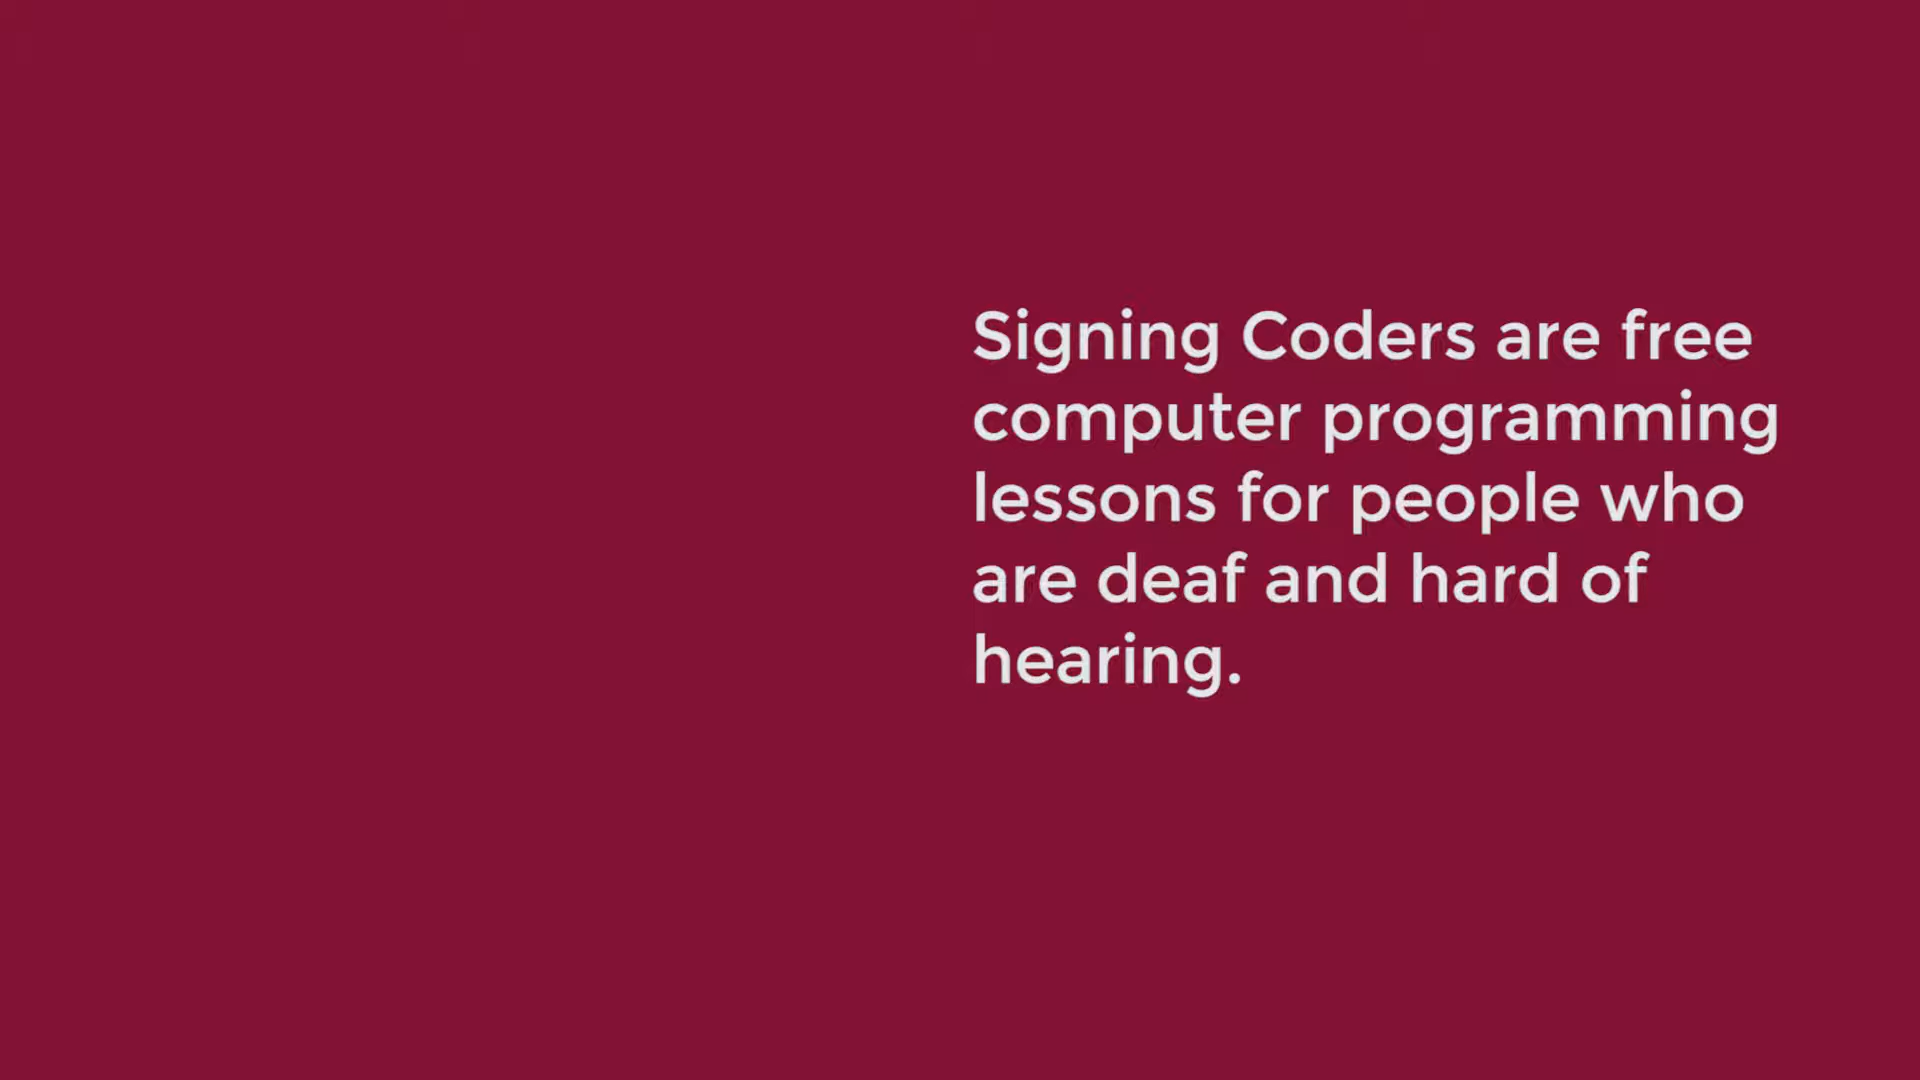 Signing Coders are free
computer programming
lessons for people who
are deaf and hard of
hearing.